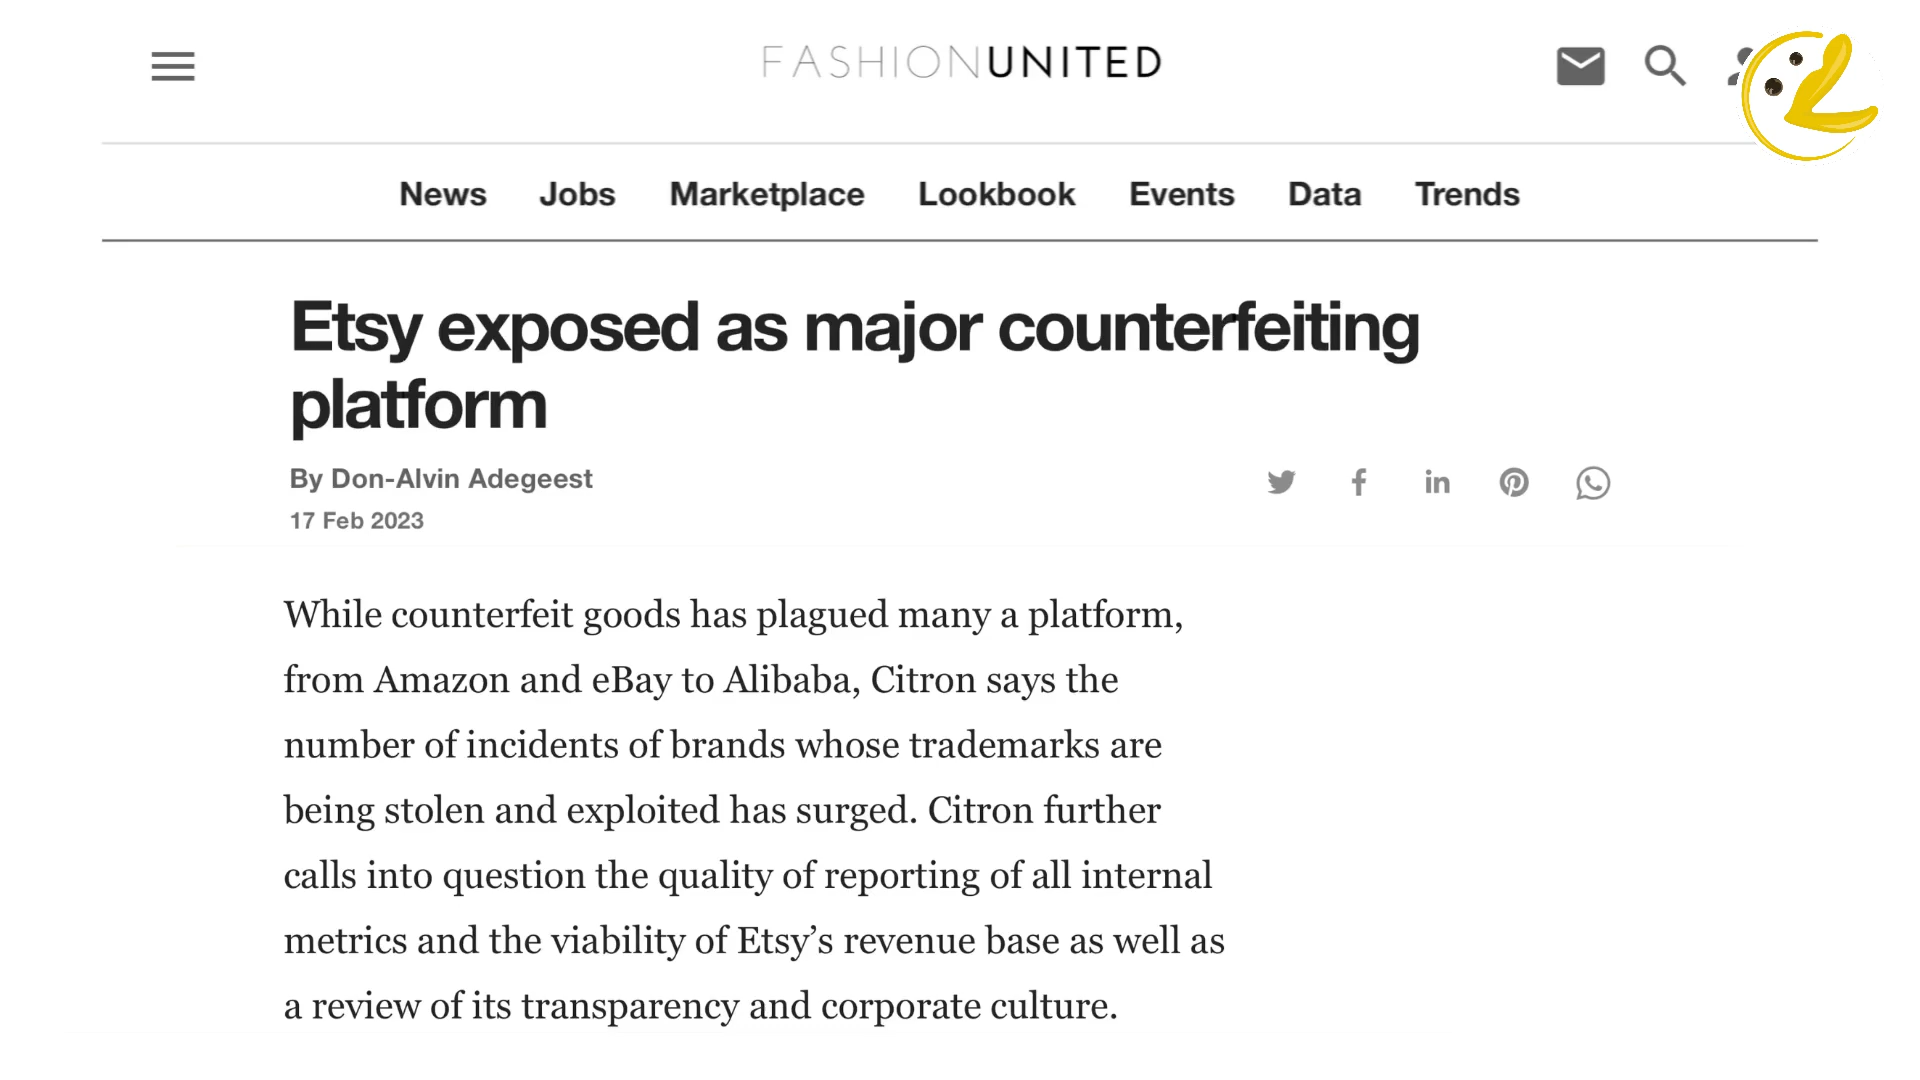 FASHIONUNITED
News Jobs Marketplace Lookbook Events Data Trends
Etsy exposed as major counterfeiting
platform
By Don-Alvin Adegeest
17 Feb 2023
While counterfeit goods has plagued many a platform,
from Amazon and eBay to Alibaba, Citron says the
number of incidents of brands whose trademarks are
being stolen and exploited has surged. Citron further
calls into question the quality of reporting of all internal
metrics and the viability of Etsy’s revenue base as well as
a review of its transparency and corporate culture.